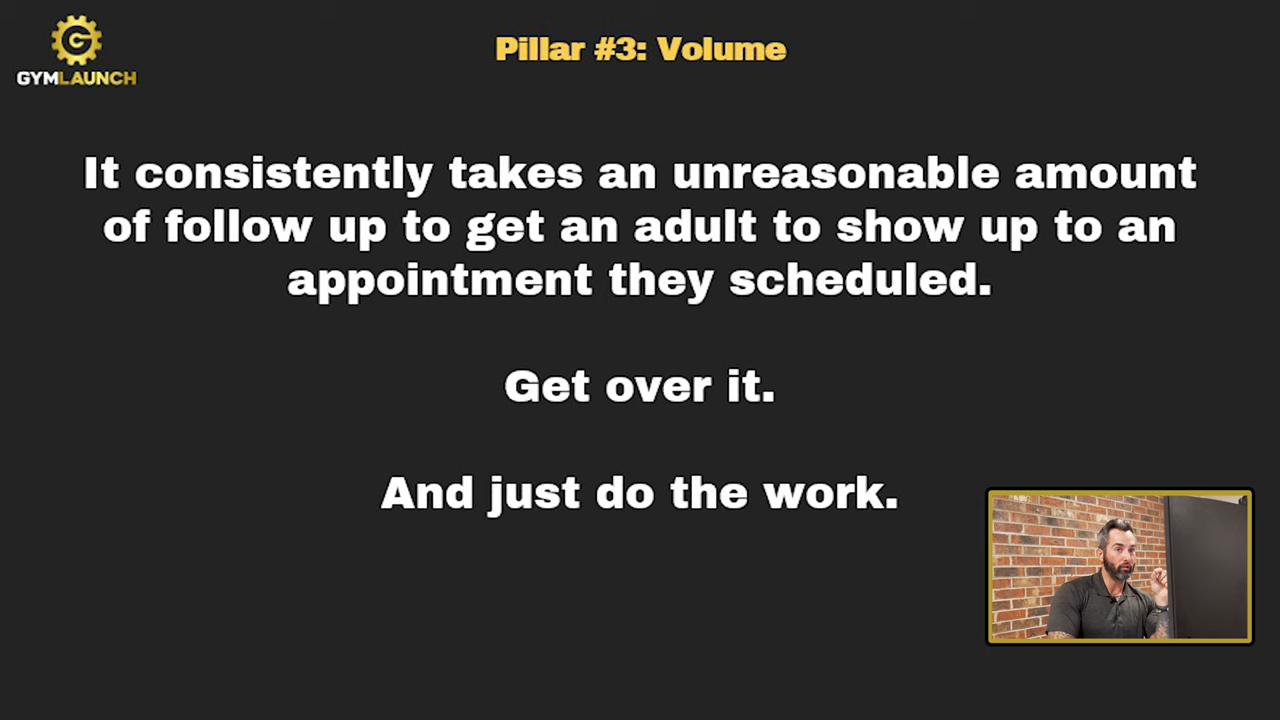 GYMLAUNCH
Pillar #3: Volume
It consistently takes an unreasonable amount
of follow up to get an adult to show up to an
appointment they scheduled.
Get over it.
And just do the work.